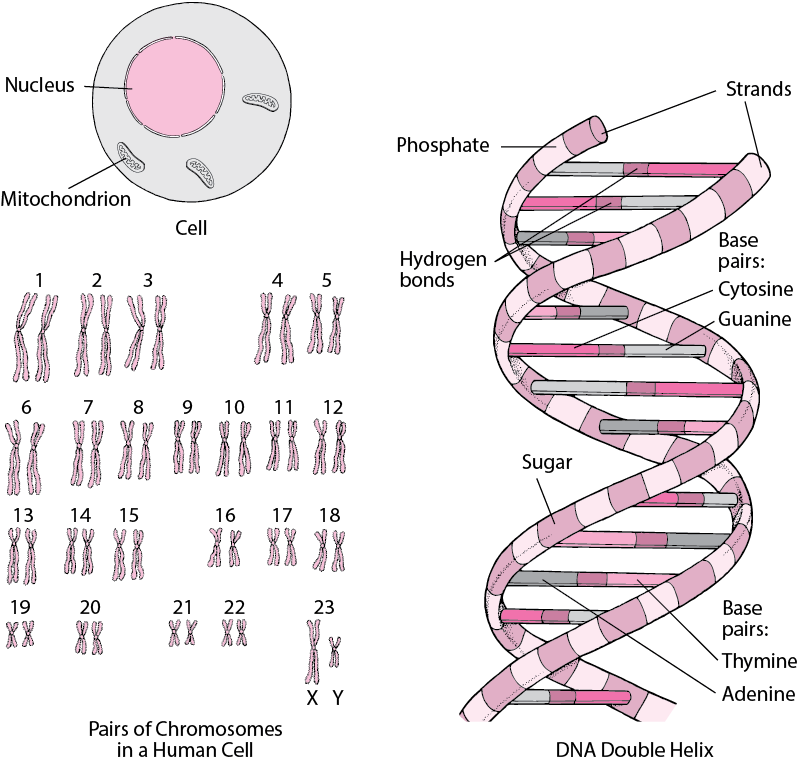 Nucleus
Mitochondrion
Cell
1 2 3 4 5
6 7 8 9 10 11 12
13 14 15 16 17 18
19 20 21 22 23
X Y
Pairs of Chromosomes
in a Human Cell
Strands
Phosphate
Hydrogen
bonds
Base
pairs:
Cytosine
Guanine
Sugar
Base
pairs:
Thymine
Adenine
DNA Double Helix